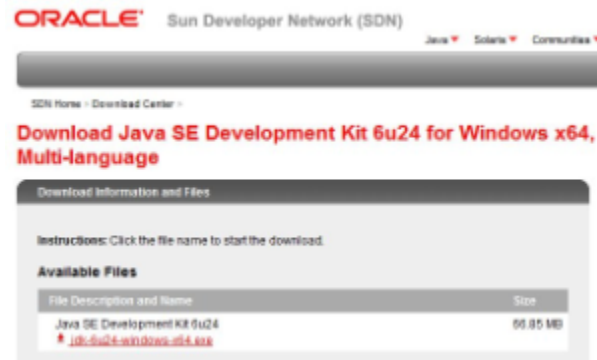 ORACLE Sun Developer Network (SDN)
Java Solaris Communities
SDN Home > Download Center >
Download Java SE Development Kit 6u24 for Windows x64,
Multi-language
Download Information and Files
Instructions: Click the file name to start the download.
Available Files
File Description and Name Size
Java SE Development Kit 6u24 66.85 MB
jdk-6u24-windows-x64.exe